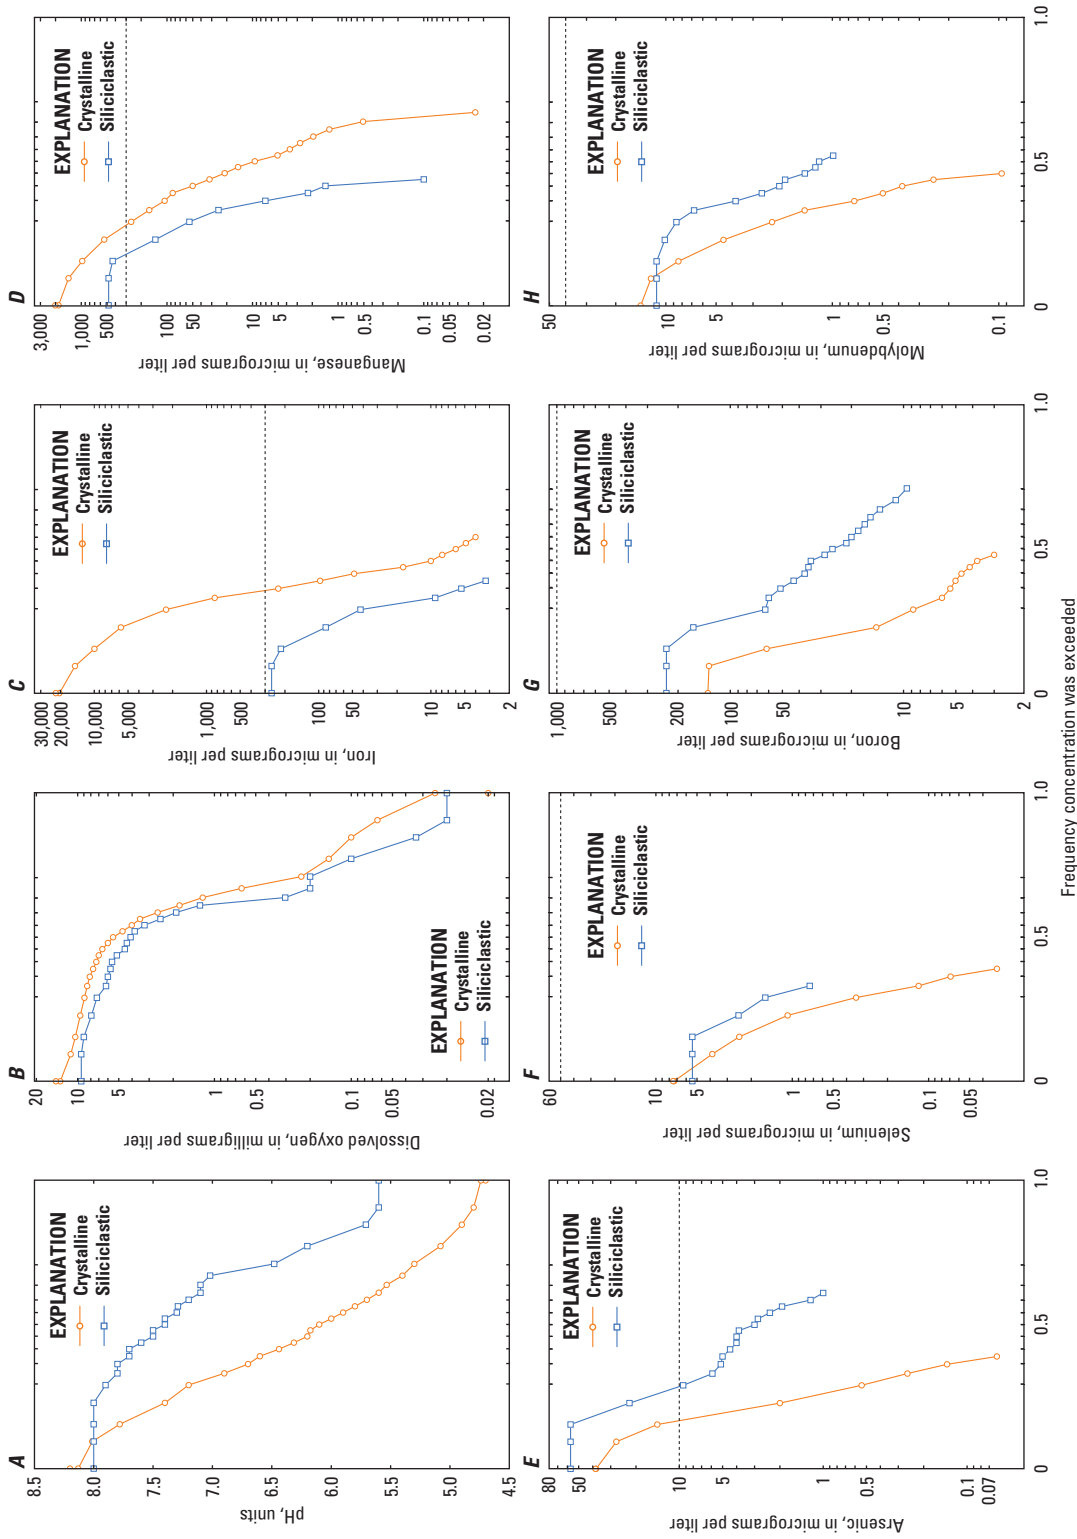 A
EXPLANATION
Crystalline
Siliciclastic
8.5
8.0
7.5
7.0
6.5
6.0
5.5
5.0
4.5
pH, units
B
EXPLANATION
Crystalline
Siliciclastic
20
10
5
1
0.5
0.1
0.05
0.02
Dissolved oxygen, in milligrams per liter
C
EXPLANATION
Crystalline
Siliciclastic
30,000
20,000
10,000
5,000
1,000
500
100
50
10
5
2
Iron, in micrograms per liter
D
EXPLANATION
Crystalline
Siliciclastic
3,000
1,000
500
100
50
10
5
1
0.5
0.1
0.05
0.02
Manganese, in micrograms per liter
E
EXPLANATION
Crystalline
Siliciclastic
80
50
10
5
1
0.5
0.1
0.07
Arsenic, in micrograms per liter
0
0.5
1.0
F
EXPLANATION
Crystalline
Siliciclastic
60
10
5
1
0.5
0.1
0.05
Selenium, in micrograms per liter
0
0.5
1.0
G
EXPLANATION
Crystalline
Siliciclastic
1,000
500
200
100
50
10
5
2
Boron, in micrograms per liter
0
0.5
1.0
H
EXPLANATION
Crystalline
Siliciclastic
50
10
5
1
0.5
0.1
Molybdenum, in micrograms per liter
0
0.5
1.0
Frequency concentration was exceeded